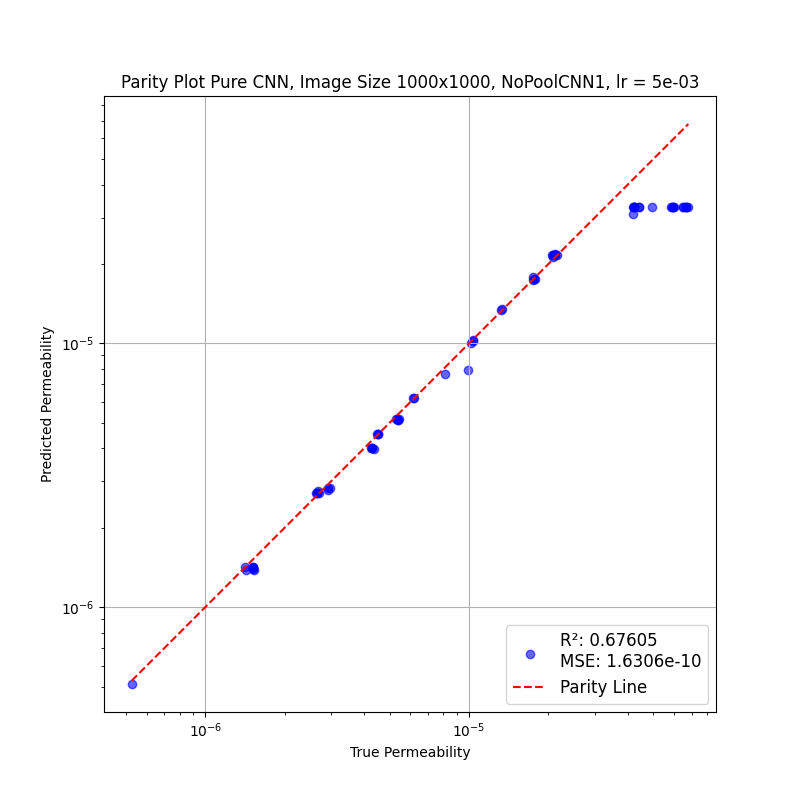 Parity Plot Pure CNN, Image Size 1000x1000, NoPoolCNN1, lr = 5e-03
Predicted Permeability
10⁻⁵
10⁻⁶
R²: 0.67605
MSE: 1.6306e-10
Parity Line
10⁻⁶ 10⁻⁵
True Permeability